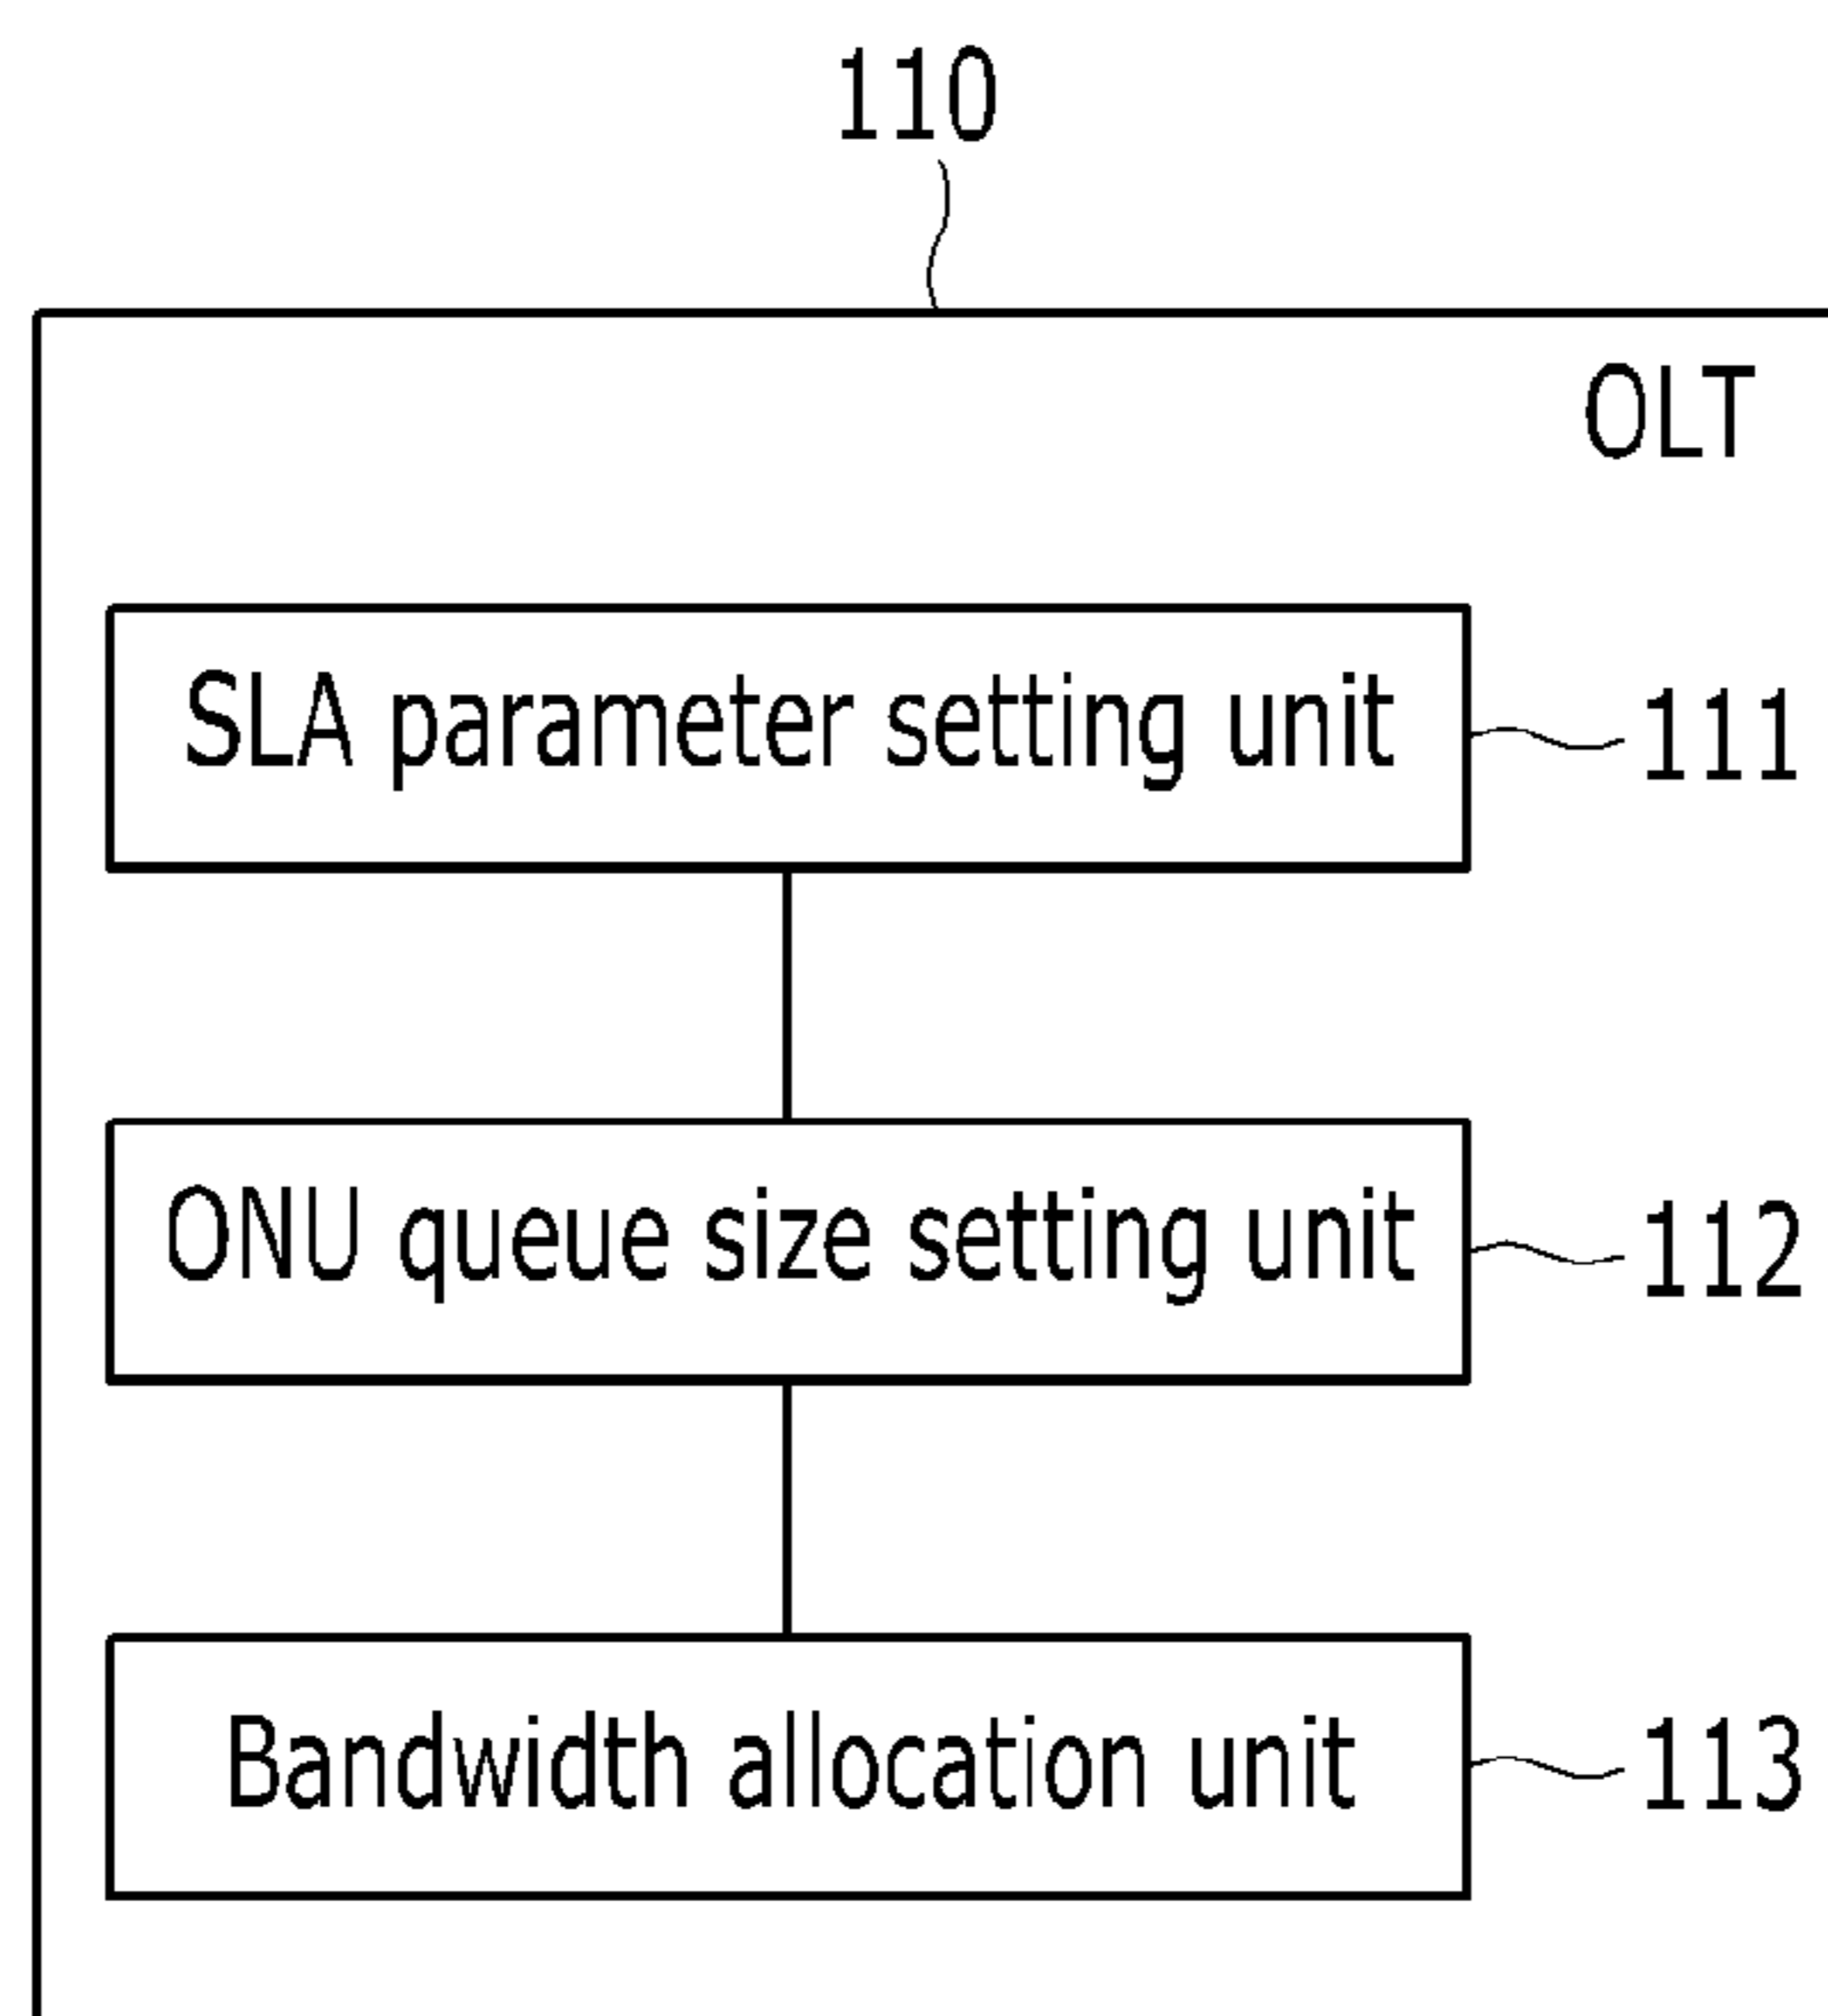 110
OLT
SLA parameter setting unit
111
ONU queue size setting unit
112
Bandwidth allocation unit
113